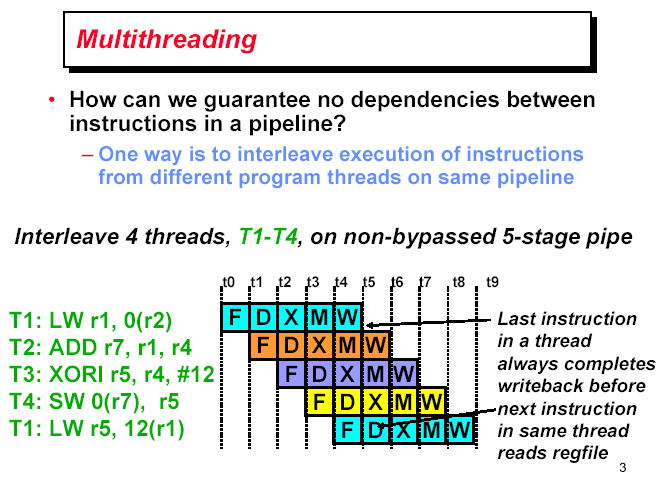 Multithreading
• How can we guarantee no dependencies between
instructions in a pipeline?
– One way is to interleave execution of instructions
from different program threads on same pipeline
Interleave 4 threads, T1-T4, on non-bypassed 5-stage pipe
t0 t1 t2 t3 t4 t5 t6 t7 t8 t9
T1: LW r1, 0(r2)
T2: ADD r7, r1, r4
T3: XORI r5, r4, #12
T4: SW 0(r7), r5
T1: LW r5, 12(r1)
F D X M W
F D X M W
F D X M W
F D X M W
F D X M W
Last instruction
in a thread
always completes
writeback before
next instruction
in same thread
reads regfile
3